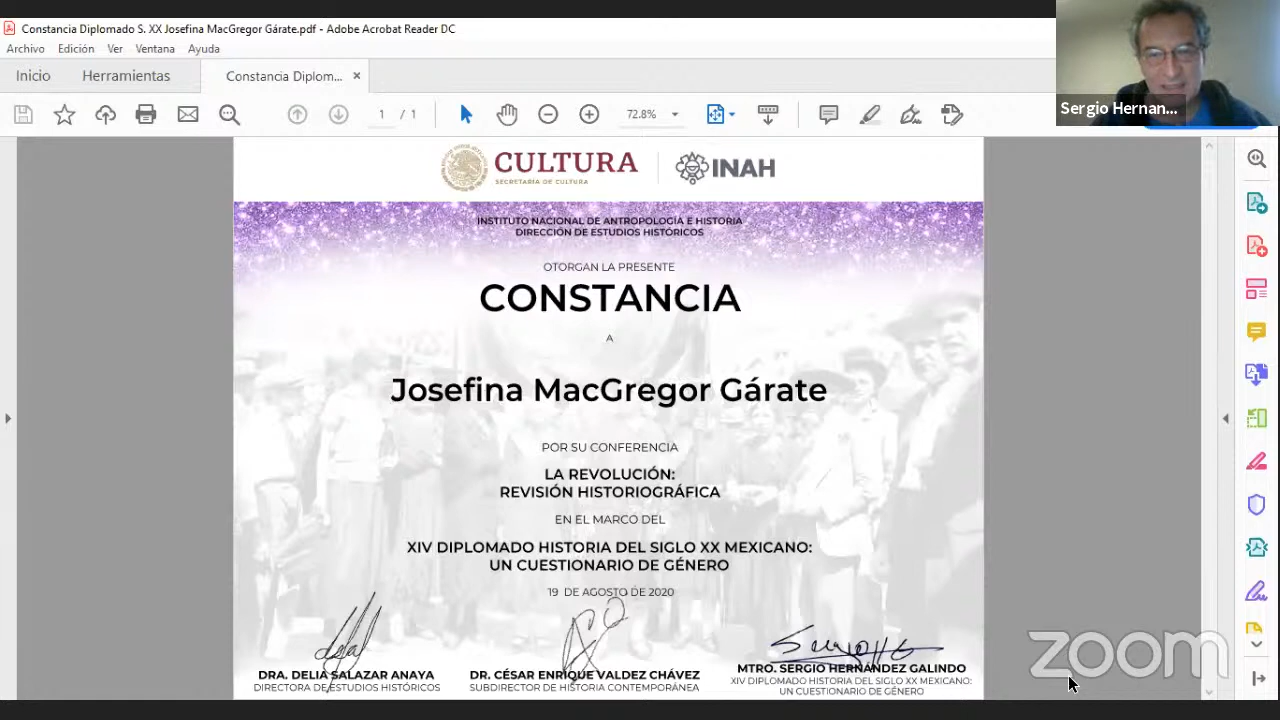 Constancia Diplomado S. XX Josefina MacGregor Gárate.pdf - Adobe Acrobat Reader DC
Archivo Edición Ver Ventana Ayuda
Inicio Herramientas Constancia Diplom... ×
1 / 1 72.8%
Sergio Hernan...
CULTURA
SECRETARÍA DE CULTURA
INAH
INSTITUTO NACIONAL DE ANTROPOLOGÍA E HISTORIA
DIRECCIÓN DE ESTUDIOS HISTÓRICOS
OTORGAN LA PRESENTE
CONSTANCIA
A
Josefina MacGregor Gárate
POR SU CONFERENCIA
LA REVOLUCIÓN:
REVISIÓN HISTORIOGRÁFICA
EN EL MARCO DEL
XIV DIPLOMADO HISTORIA DEL SIGLO XX MEXICANO:
UN CUESTIONARIO DE GÉNERO
19 DE AGOSTO DE 2020
DRA. DELIA SALAZAR ANAYA
DIRECTORA DE ESTUDIOS HISTÓRICOS
DR. CÉSAR ENRIQUE VALDEZ CHÁVEZ
SUBDIRECTOR DE HISTORIA CONTEMPORÁNEA
MTRO. SERGIO HERNÁNDEZ GALINDO
XIV DIPLOMADO HISTORIA DEL SIGLO XX MEXICANO:
UN CUESTIONARIO DE GÉNERO
zoom